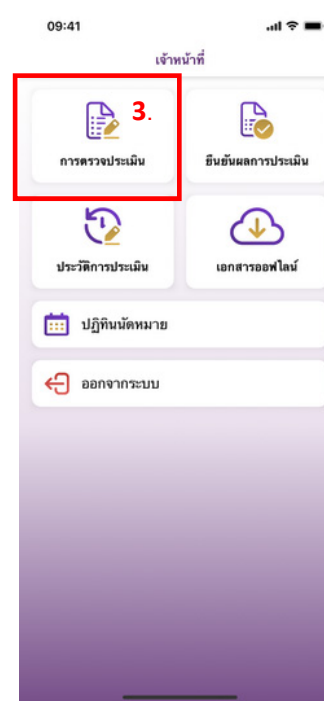 09:41
เจ้าหน้าที่
3.
การตรวจประเมิน
ยืนยันผลการประเมิน
ประวัติการประเมิน
เอกสารออฟไลน์
ปฏิทินนัดหมาย
ออกจากระบบ